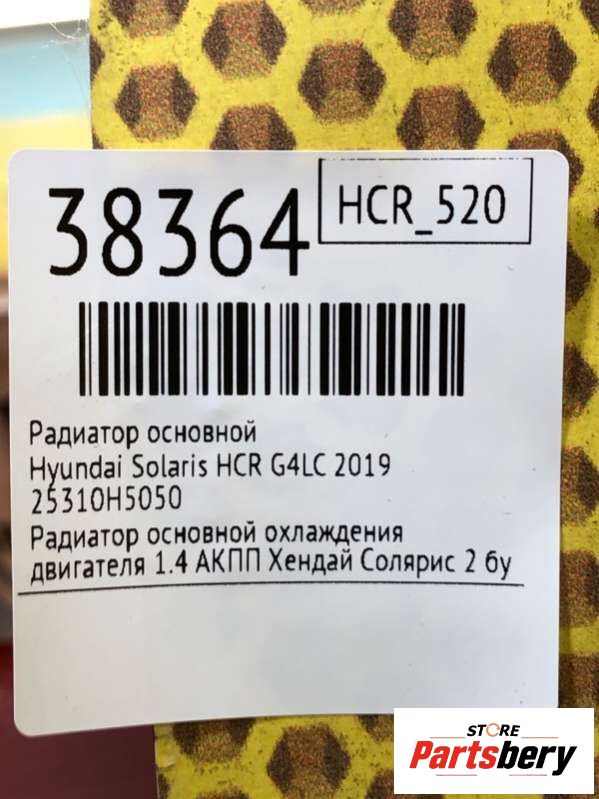 38364
HCR_520
Радиатор основной
Hyundai Solaris HCR G4LC 2019
25310H5050
Радиатор основной охлаждения
двигателя 1.4 АКПП Хендай Солярис 2 бу
STORE
Partsbery